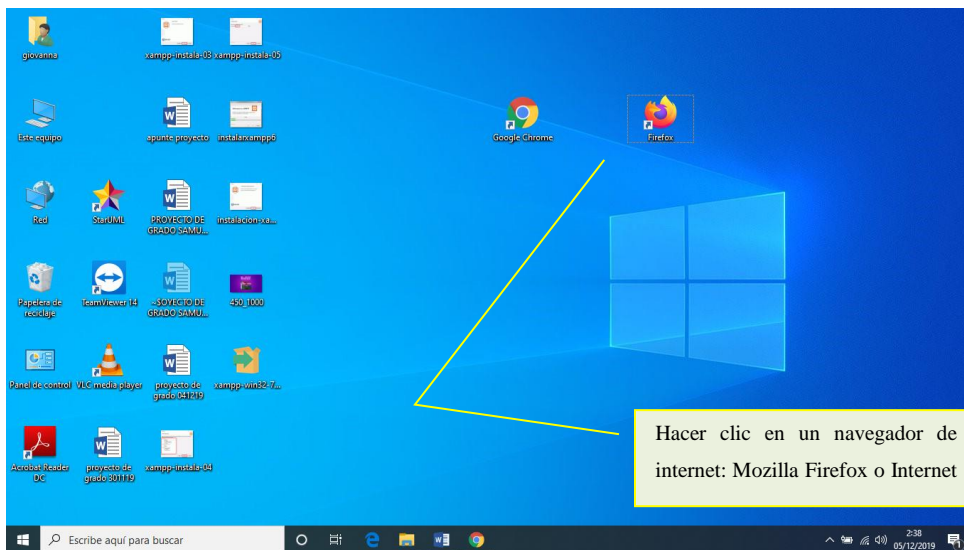 giovanna
xampp-instala-03
xampp-instala-05
Este equipo
apunte proyecto
instalarxampp6
Google Chrome
Firefox
Red
StarUML
PROYECTO DE
GRADO SAMU...
instalacion-xa...
Papelera de
reciclaje
TeamViewer 14
~SOYECTO DE
GRADO SAMU...
450_1000
Panel de control
VLC media player
proyecto de
grado 041219
xampp-win32-7...
Acrobat Reader
DC
proyecto de
grado 301119
xampp-instala-04
Hacer clic en un navegador de
internet: Mozilla Firefox o Internet
Escribe aquí para buscar
2:38
05/12/2019